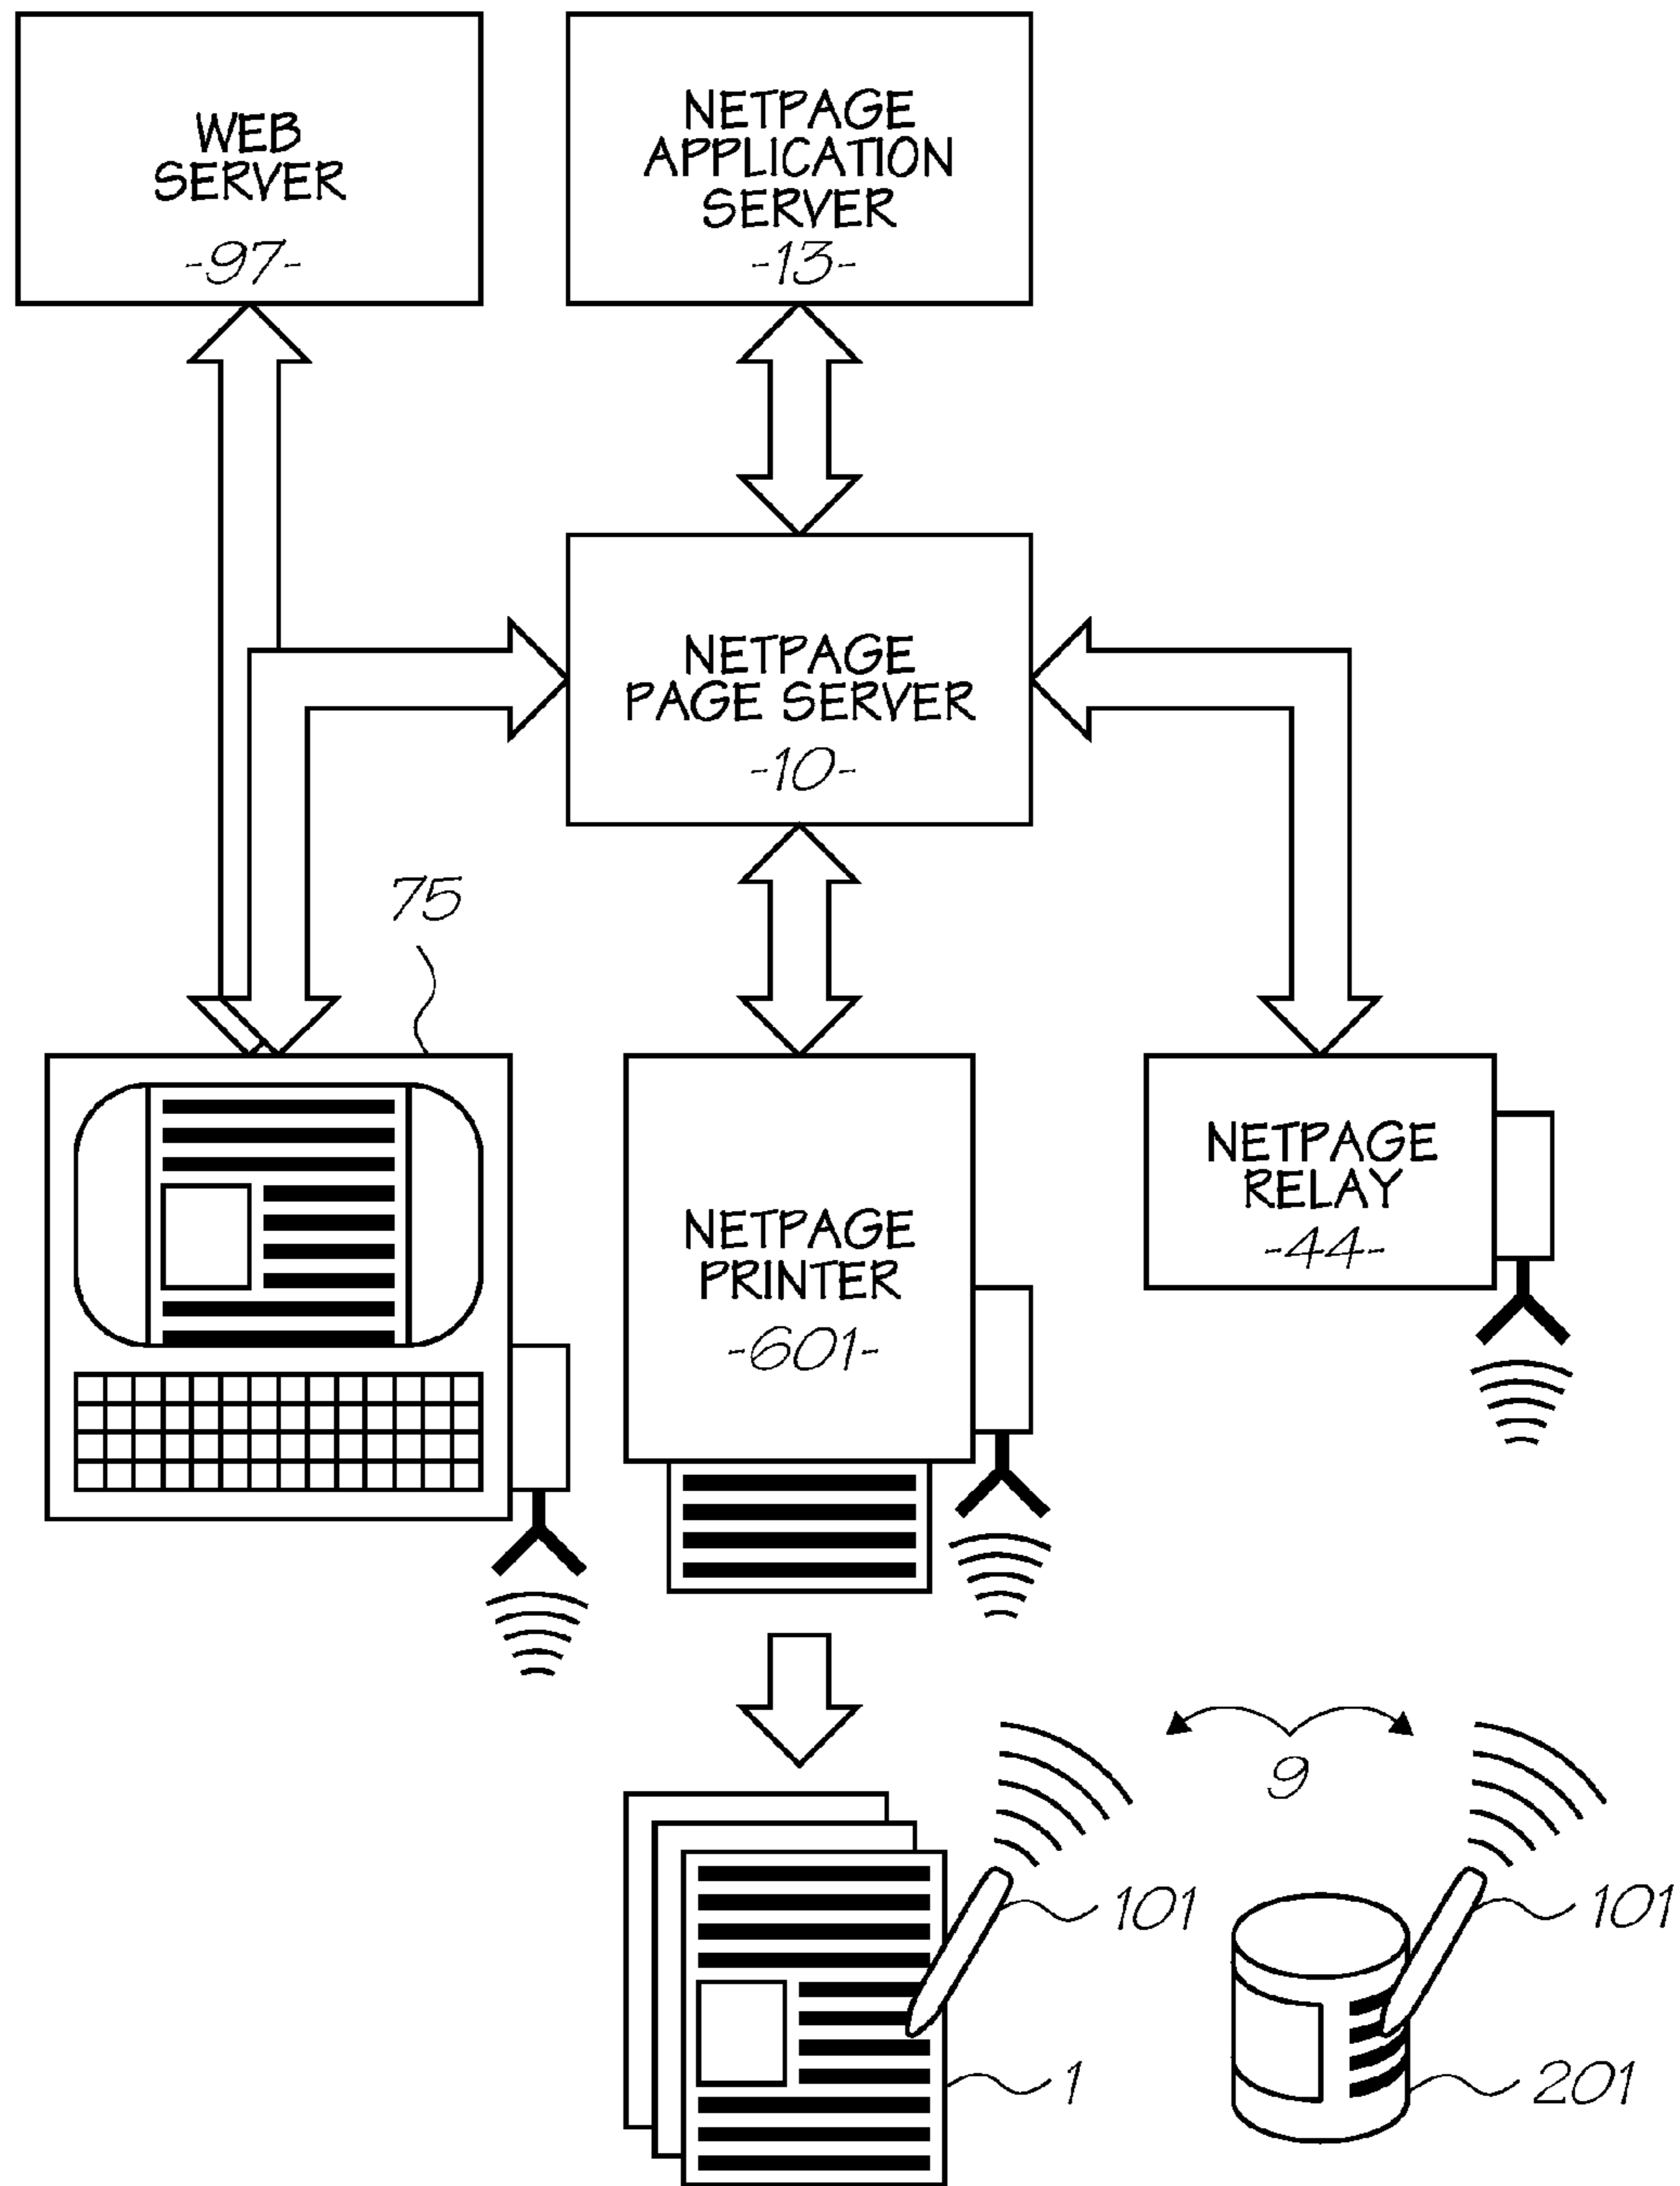 WEB
SERVER
-97-
NETPAGE
APPLICATION
SERVER
-13-
NETPAGE
PAGE SERVER
-10-
75
NETPAGE
PRINTER
-601-
NETPAGE
RELAY
-44-
9
101
101
1
201